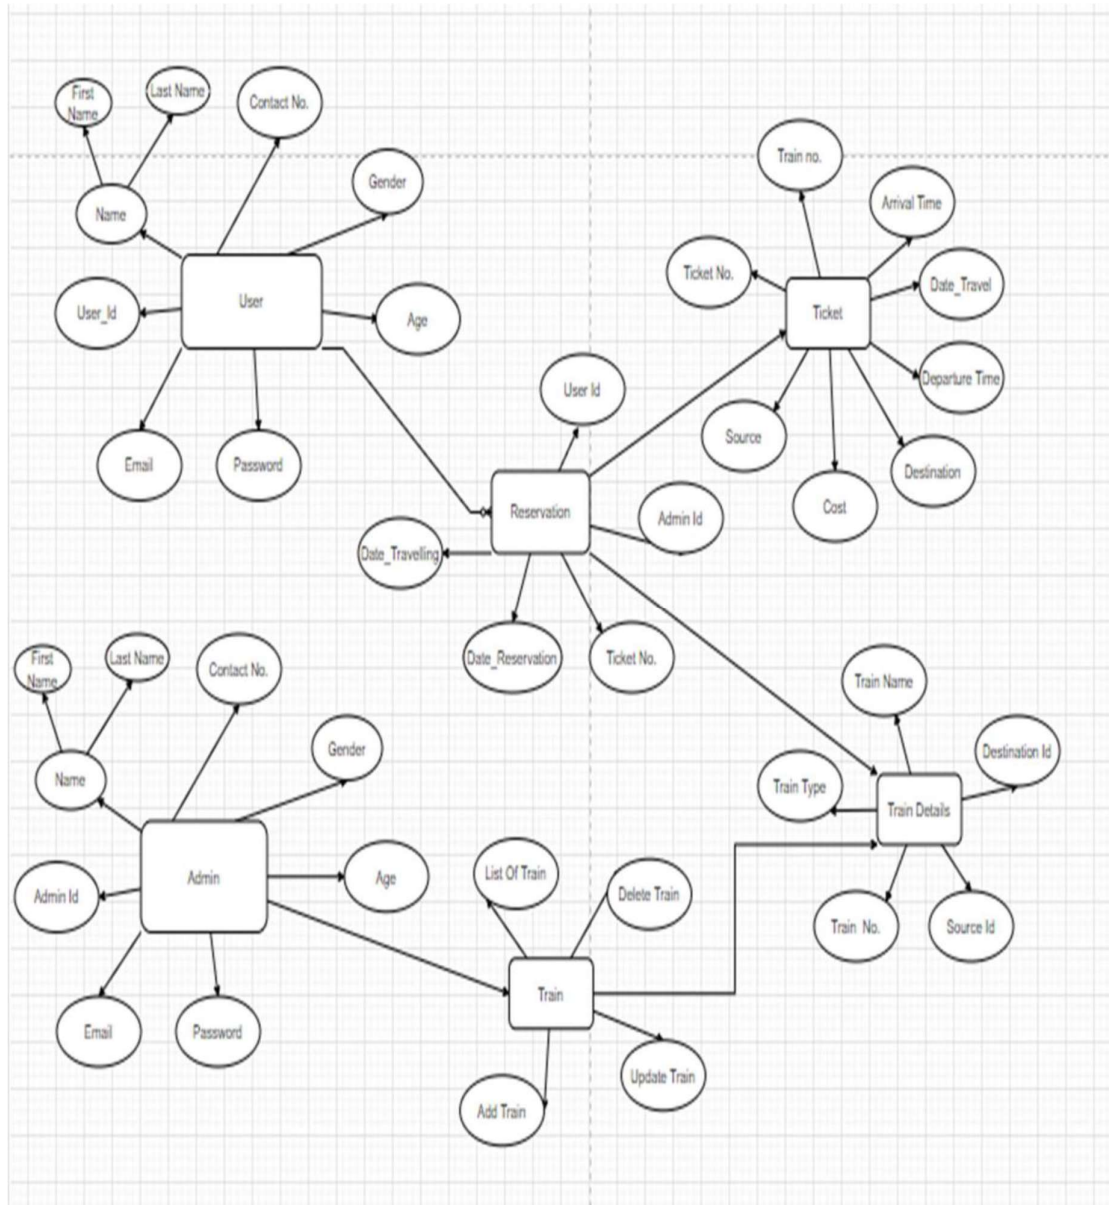 First
Name
Last Name
Contact No.
Gender
Name
User
User_Id
Age
Email
Password
Train no.
Arrival Time
Ticket No.
Date_Travel
Ticket
Departure Time
Source
Destination
Cost
User Id
Reservation
Admin Id
Date_Travelling
Date_Reservation
Ticket No.
First
Name
Last Name
Contact No.
Gender
Name
Admin
Admin Id
Age
Email
Password
List Of Train
Delete Train
Train
Add Train
Update Train
Train Name
Destination Id
Train Type
Train Details
Train No.
Source Id